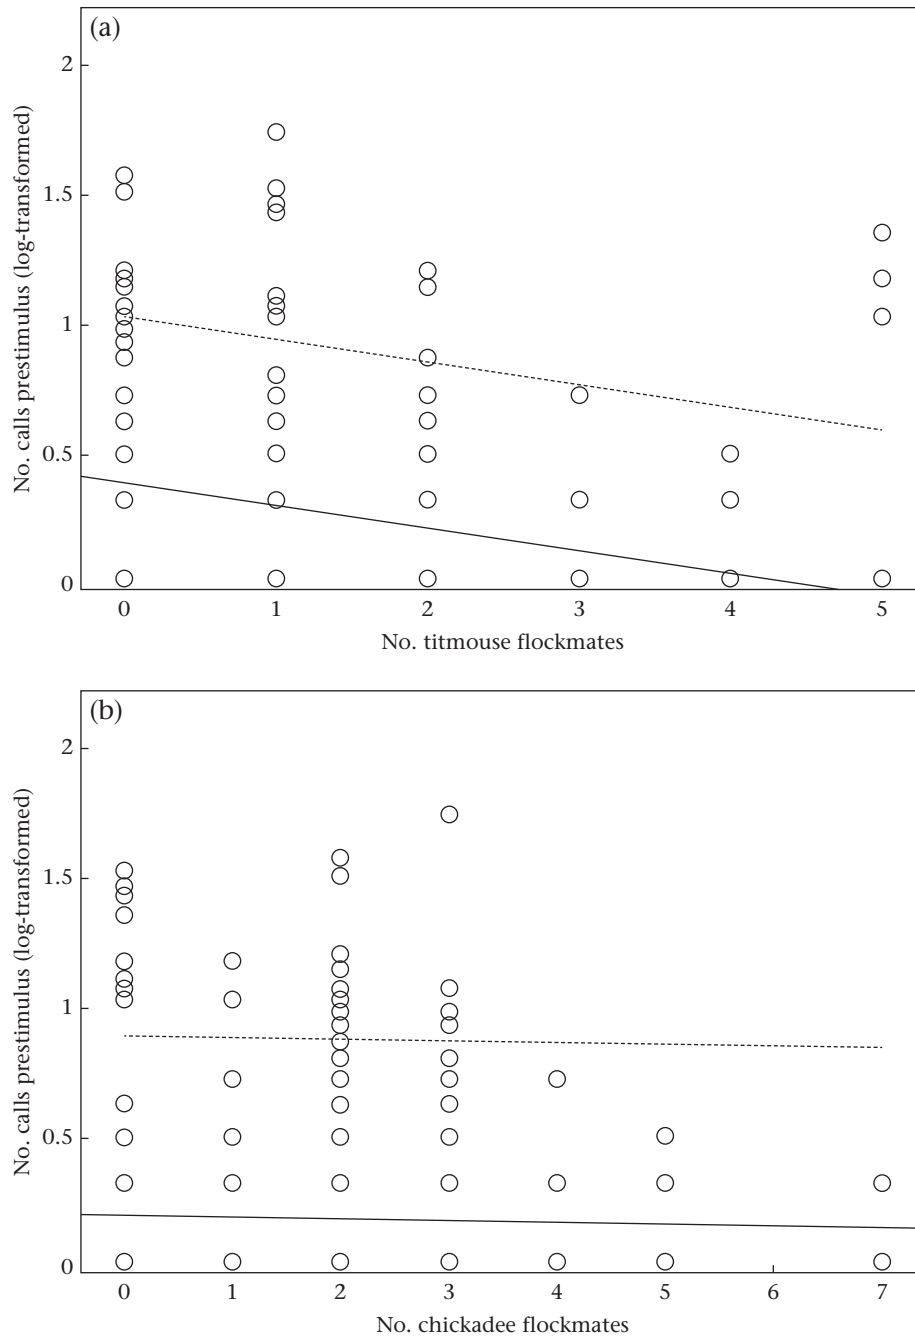 (a)
No. calls prestimulus (log-transformed)
2
1.5
1
0.5
0
0 1 2 3 4 5
No. titmouse flockmates
(b)
No. calls prestimulus (log-transformed)
2
1.5
1
0.5
0
0 1 2 3 4 5 6 7
No. chickadee flockmates